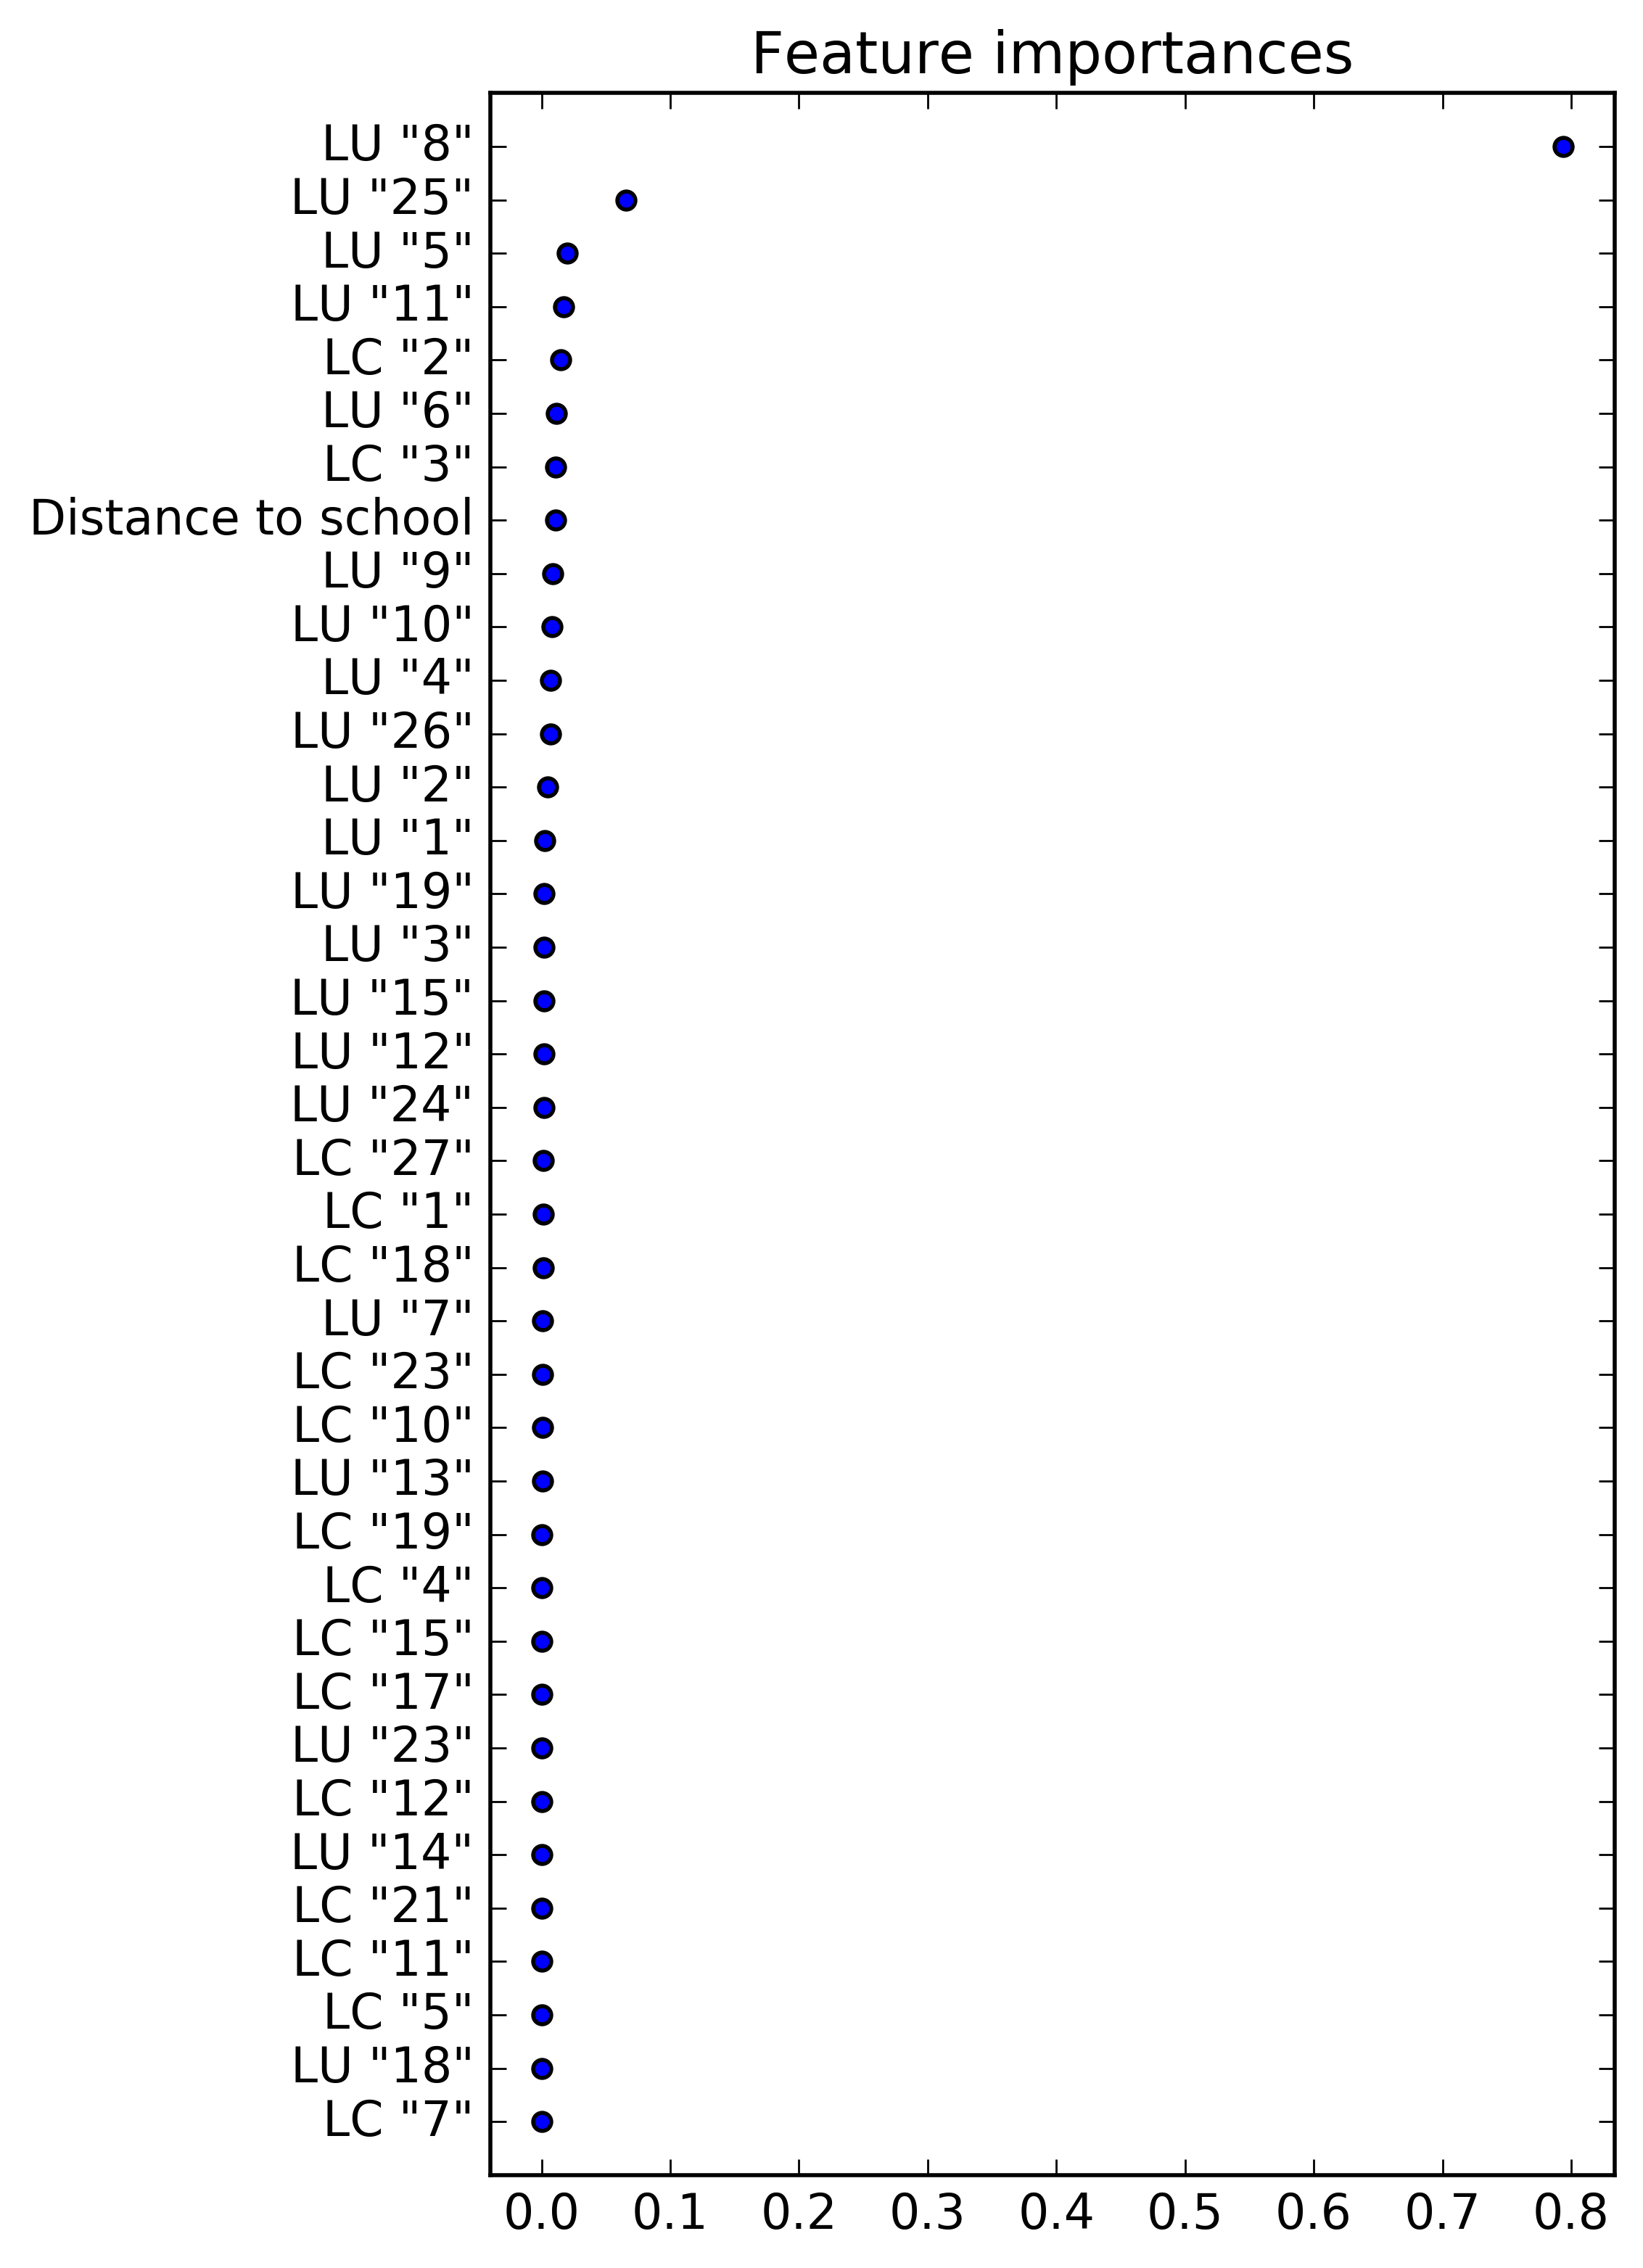 Feature importances
LU "8"
LU "25"
LU "5"
LU "11"
LC "2"
LU "6"
LC "3"
Distance to school
LU "9"
LU "10"
LU "4"
LU "26"
LU "2"
LU "1"
LU "19"
LU "3"
LU "15"
LU "12"
LU "24"
LC "27"
LC "1"
LC "18"
LU "7"
LC "23"
LC "10"
LU "13"
LC "19"
LC "4"
LC "15"
LC "17"
LU "23"
LC "12"
LU "14"
LC "21"
LC "11"
LC "5"
LU "18"
LC "7"
0.0 0.1 0.2 0.3 0.4 0.5 0.6 0.7 0.8